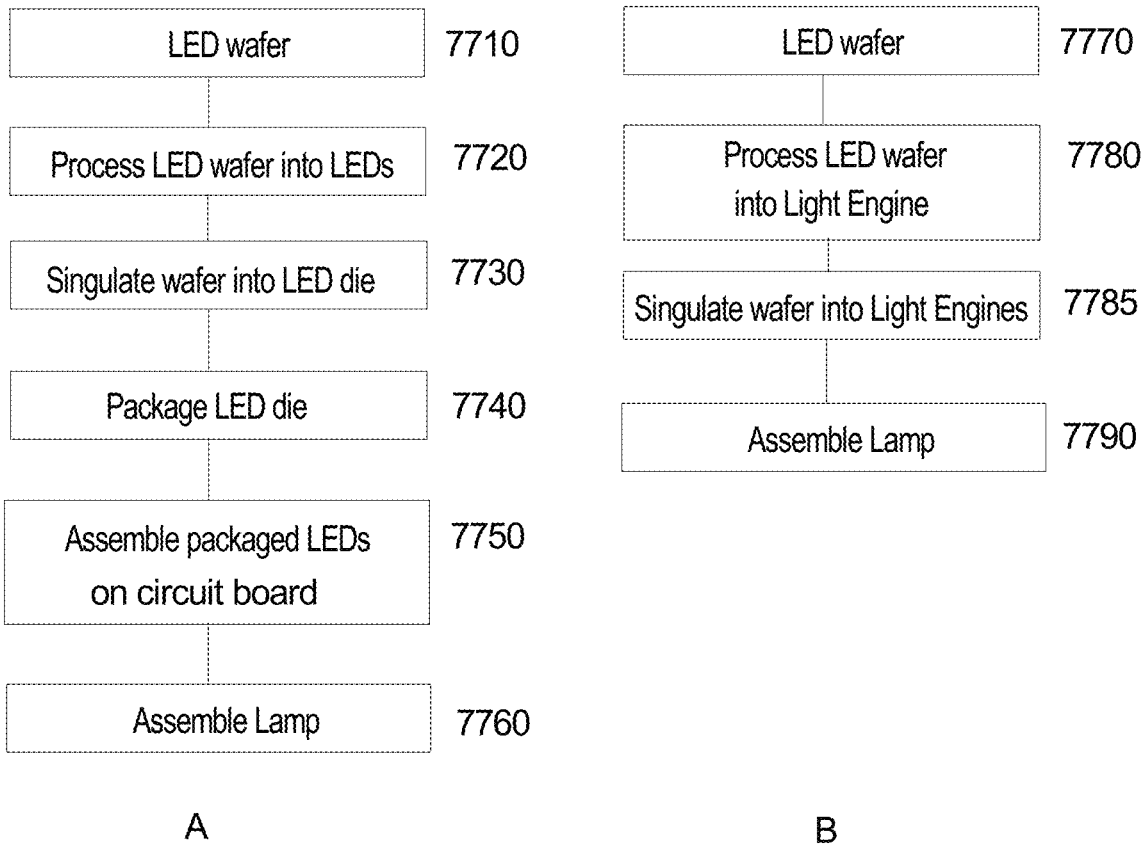 LED wafer 7710
Process LED wafer into LEDs 7720
Singulate wafer into LED die 7730
Package LED die 7740
Assemble packaged LEDs 7750
on circuit board
Assemble Lamp 7760
A
LED wafer 7770
Process LED wafer 7780
into Light Engine
Singulate wafer into Light Engines 7785
Assemble Lamp 7790
B